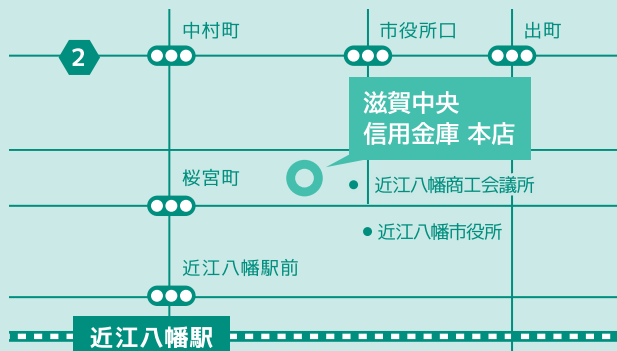 中村町
市役所口
出町
2
滋賀中央
信用金庫 本店
桜宮町
近江八幡商工会議所
近江八幡市役所
近江八幡駅前
近江八幡駅